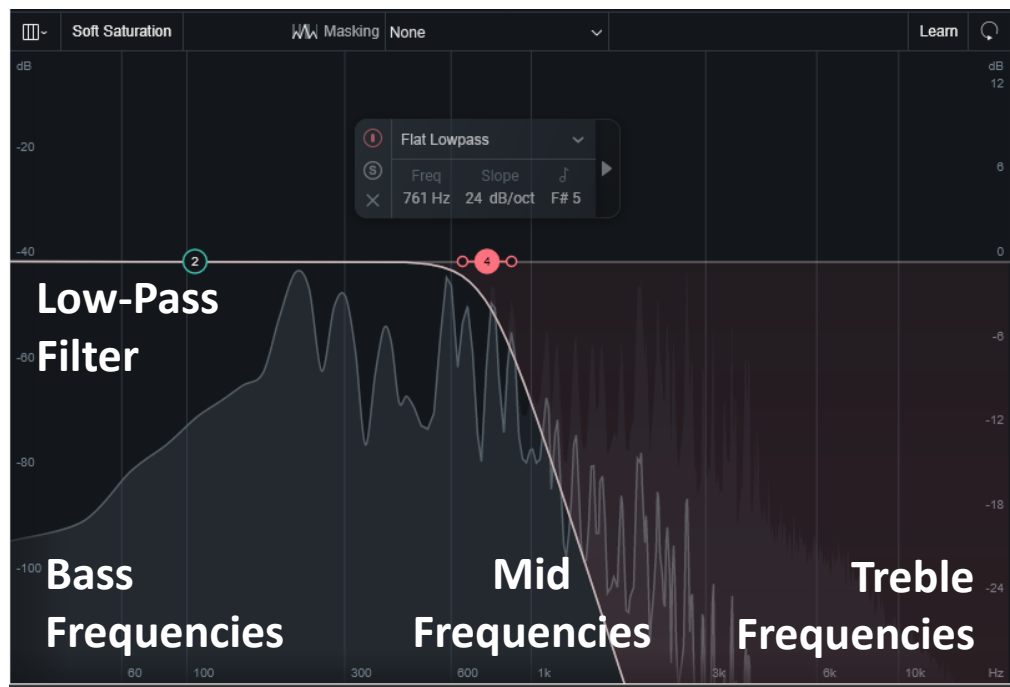 Soft Saturation Masking None Learn
dB dB
12
Flat Lowpass
-20
S
6
Freq Slope
761 Hz 24 dB/oct F# 5
-40 0
2 4
Low-Pass
Filter
-6
-60
-12
-80
-18
-100
Bass Mid Treble
-24
Frequencies Frequencies Frequencies
60 100 300 600 1k 3k 6k 10k Hz